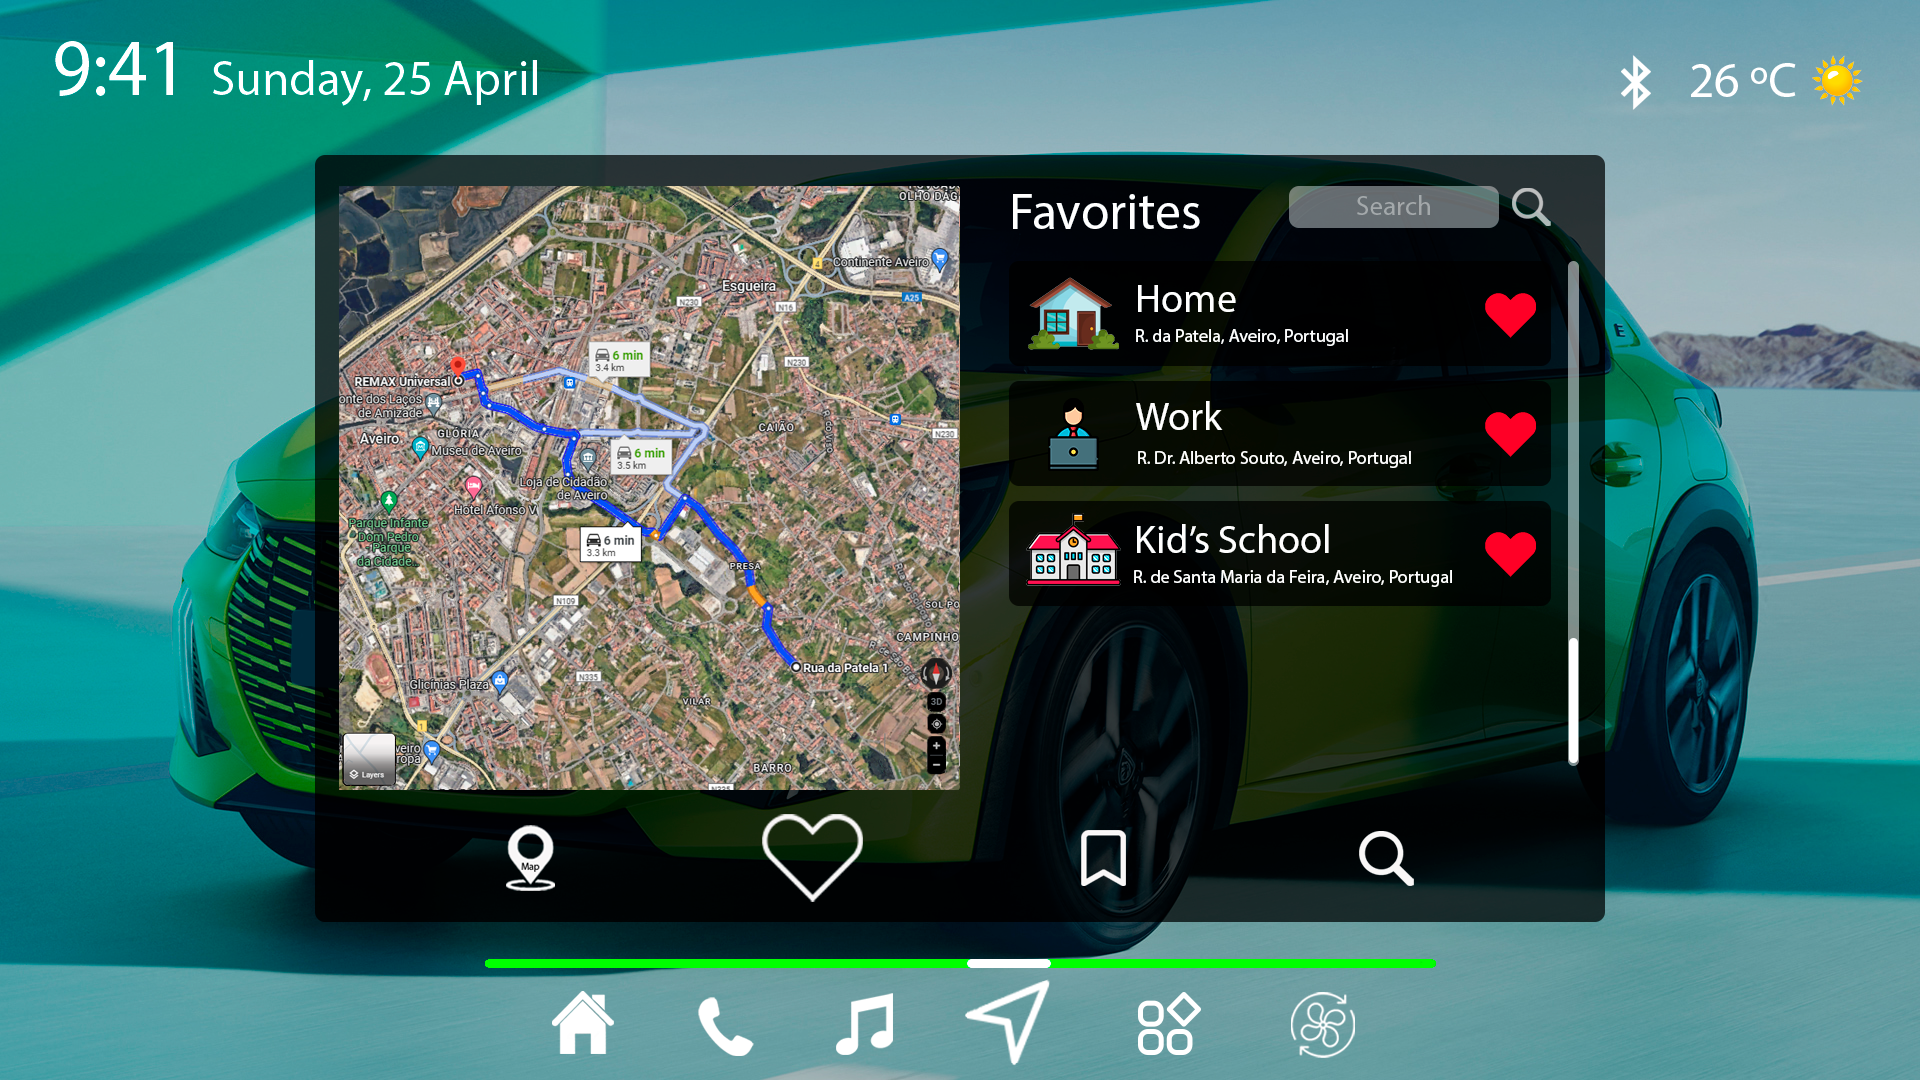 9:41 Sunday, 25 April
26 ºC
Favorites
Search
Home
R. da Patela, Aveiro, Portugal
Work
R. Dr. Alberto Souto, Aveiro, Portugal
Kid’s School
R. de Santa Maria da Feira, Aveiro, Portugal
OLHO DÁG
Continente Aveiro
4
A25
Esgueira
N230
N16
6 min
3.4 km
N230
REMAX Universal
onte dos Laços
de Amizade
GLÓRIA
Aveiro
Museu de Aveiro
CAIÃO
N230
6 min
3.5 km
Loja de Cidadão
de Aveiro
Hotel Afonso V
Parque Infante
Dom Pedro
Parque
da Cidade...
6 min
3.3 km
PRESA
N109
SOL PO
CAMPINHO
Rua da Patela 1
N335
Glicínias Plaza
VILAR
3D
1
veiro
ropa
Layers
BARRO
N335
Map